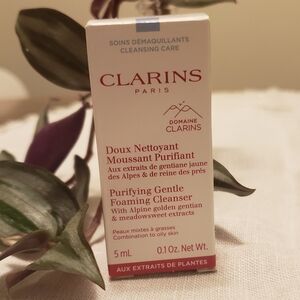 SOINS DÉMAQUILLANTS
CLEANSING CARE
CLARINS
PARIS
DOMAINE
CLARINS
Doux Nettoyant
Moussant Purifiant
Aux extraits de gentiane jaune
des Alpes & de reine des prés
Purifying Gentle
Foaming Cleanser
With Alpine golden gentian
& meadowsweet extracts
Peaux mixtes à grasses
Combination to oily skin
5 mL 0.1 Oz. Net Wt.
AUX EXTRAITS DE PLANTES